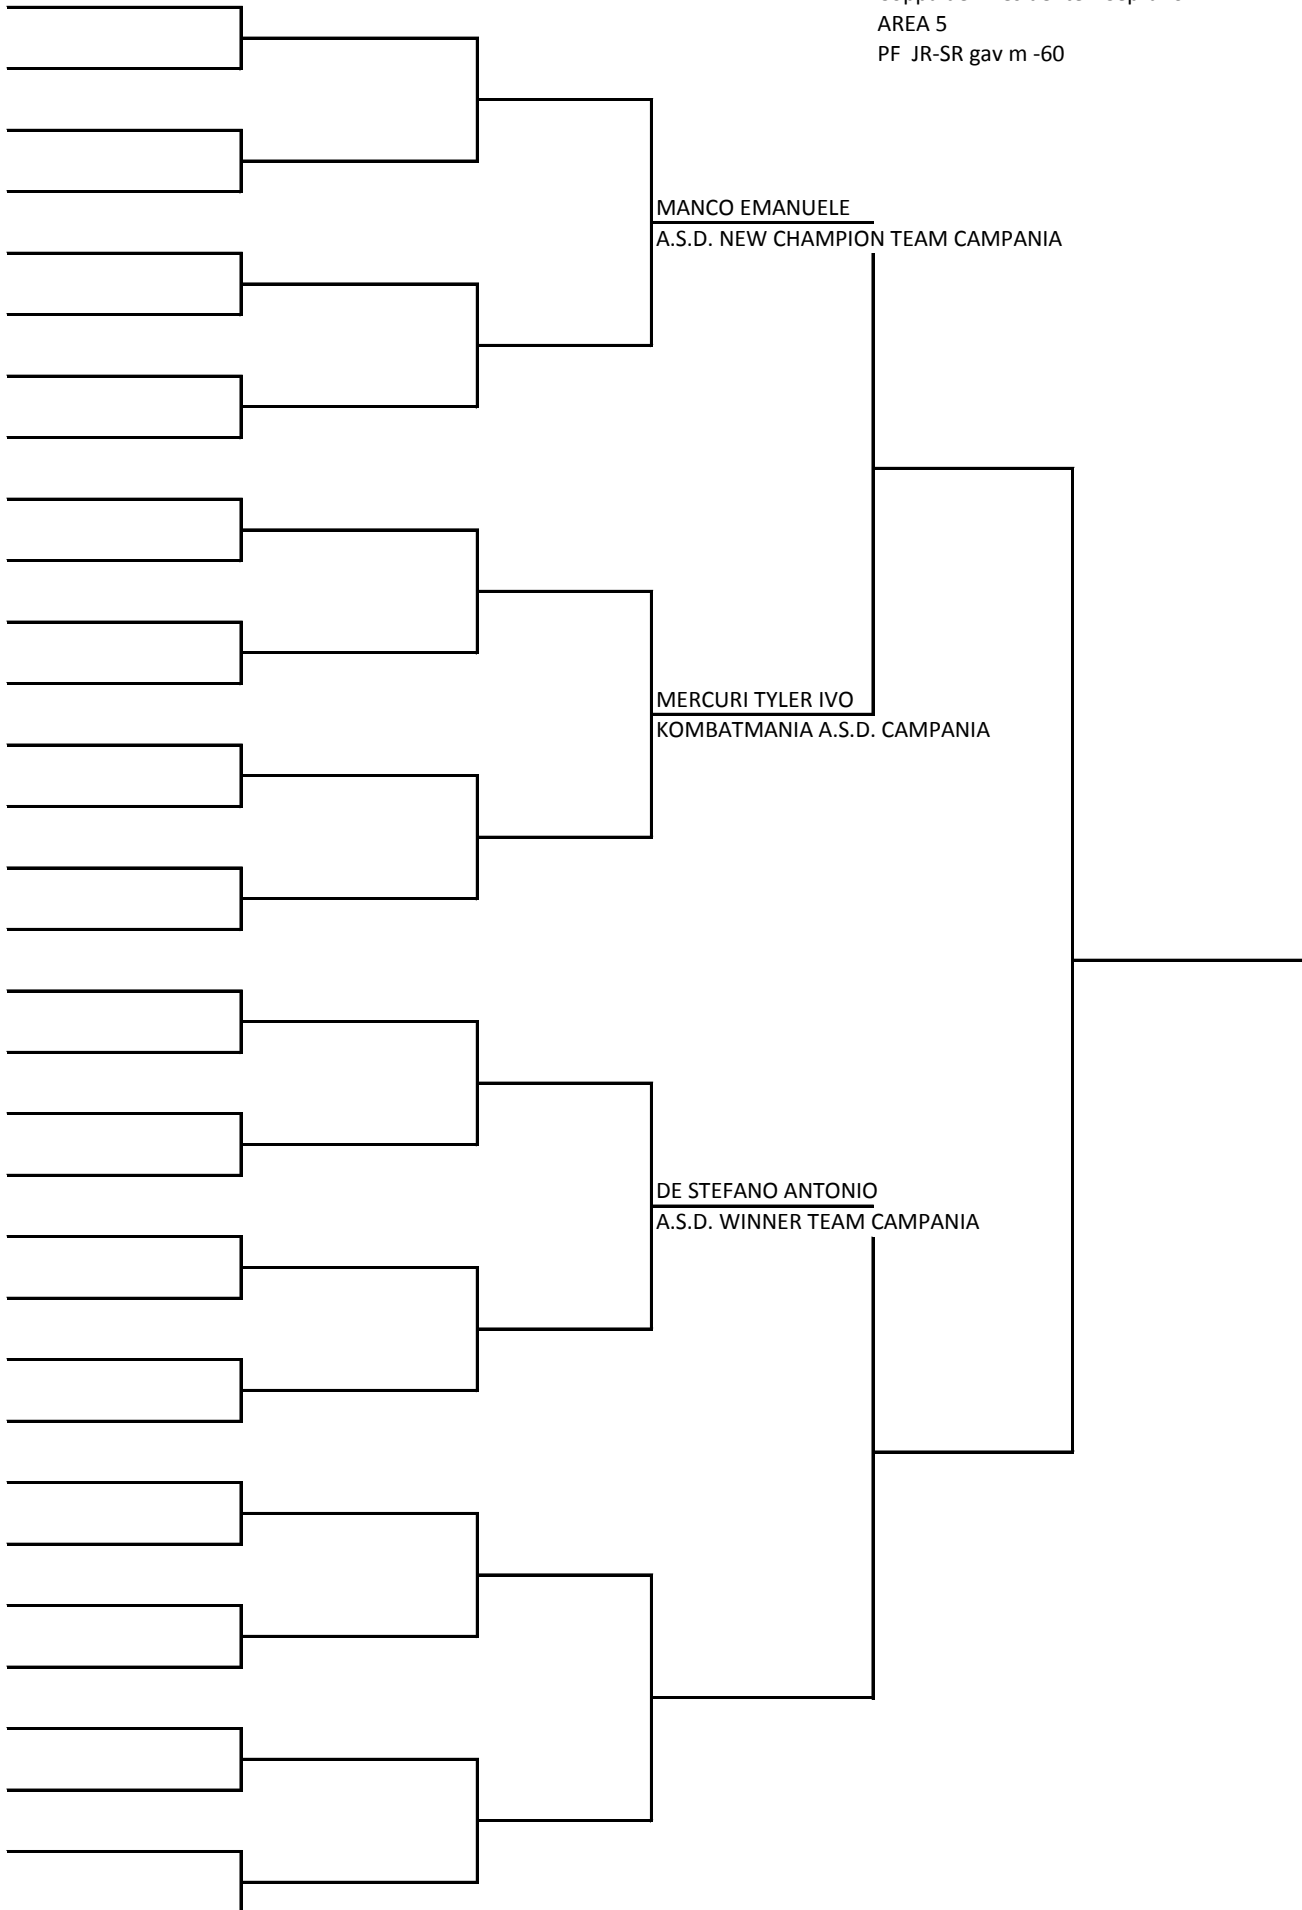 AREA 5
PF JR-SR gav m -60
MANCO EMANUELE
A.S.D. NEW CHAMPION TEAM CAMPANIA
MERCURI TYLER IVO
KOMBATMANIA A.S.D. CAMPANIA
DE STEFANO ANTONIO
A.S.D. WINNER TEAM CAMPANIA